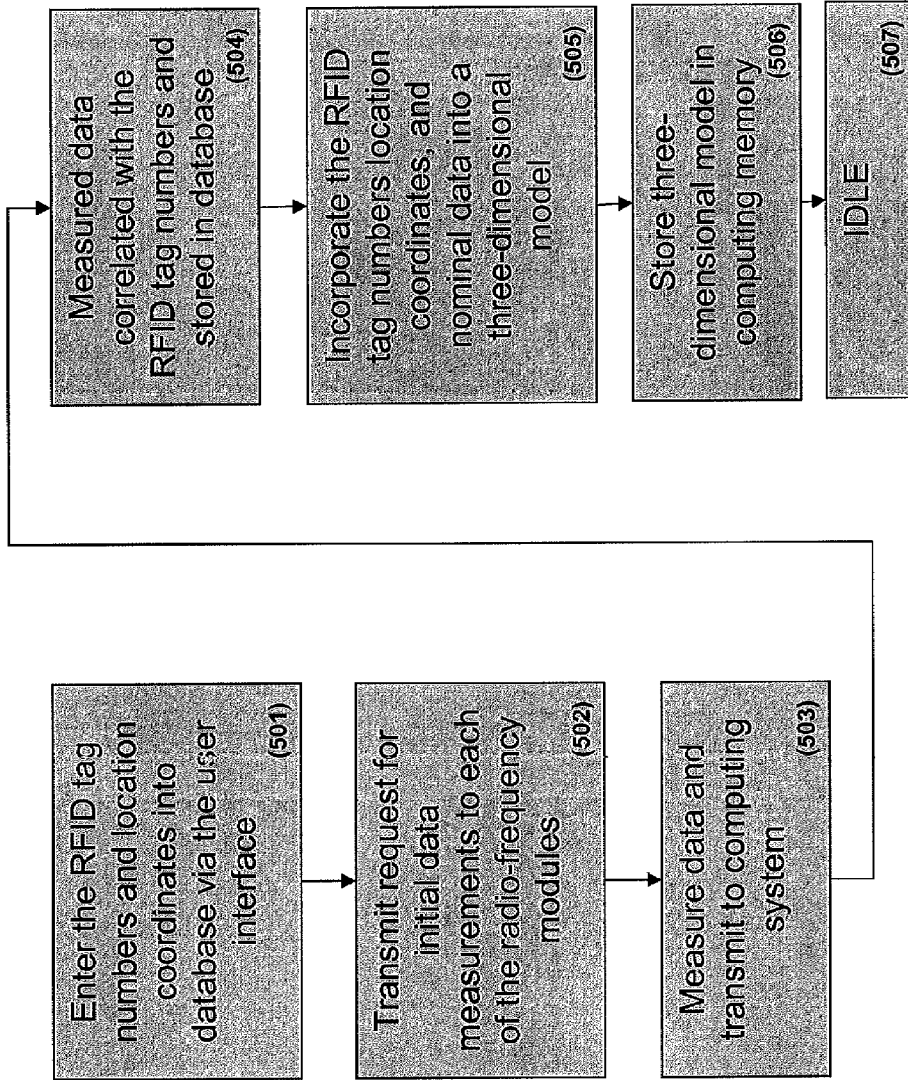 Enter the RFID tag
numbers and location
coordinates into
database via the user
interface
(501)
Transmit request for
initial data
measurements to each
of the radio-frequency
modules
(502)
Measure data and
transmit to computing
system
(503)
Measured data
correlated with the
RFID tag numbers and
stored in database
(504)
Incorporate the RFID
tag numbers location
coordinates, and
nominal data into a
three-dimensional
model
(505)
Store three-
dimensional model in
computing memory
(506)
IDLE
(507)